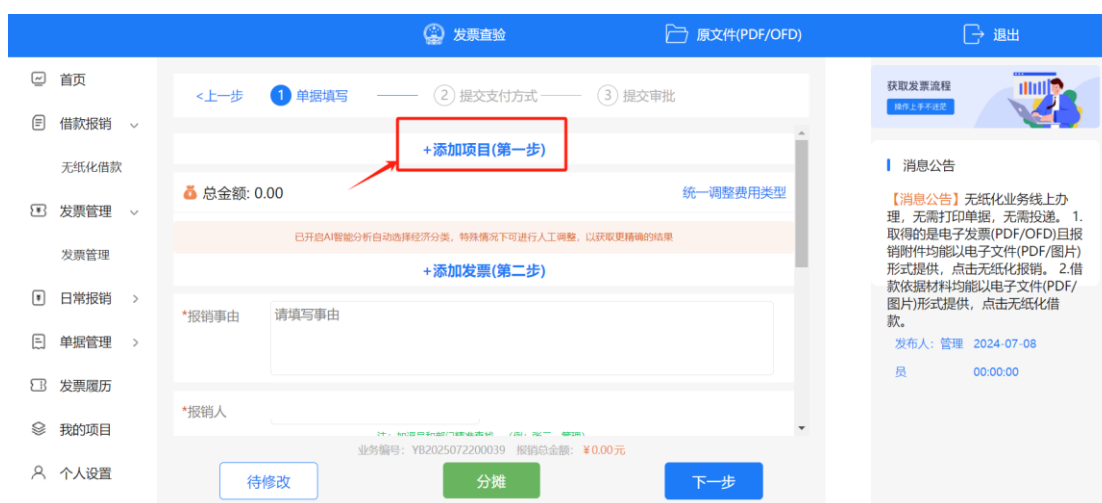 发票查验
原文件(PDF/OFD)
退出
首页
借款报销
无纸化借款
发票管理
发票管理
日常报销
单据管理
发票履历
我的项目
个人设置
<上一步
1 单据填写
2 提交支付方式
3 提交审批
+添加项目(第一步)
总金额: 0.00
统一调整费用类型
已开启AI智能分析自动选择经济分类，特殊情况下可进行人工调整，以获取更精确的结果
+添加发票(第二步)
*报销事由
请填写事由
*报销人
业务编号：YB2025072200039 报销总金额：￥0.00元
待修改
分摊
下一步
获取发票流程
操作上手不迷茫
消息公告
【消息公告】无纸化业务线上办
理，无需打印单据，无需投递。 1.
取得的是电子发票(PDF/OFD)且报
销附件均能以电子文件(PDF/图片)
形式提供，点击无纸化报销。 2.借
款依据材料均能以电子文件(PDF/
图片)形式提供，点击无纸化借
款。
发布人：管理 2024-07-08
员 00:00:00